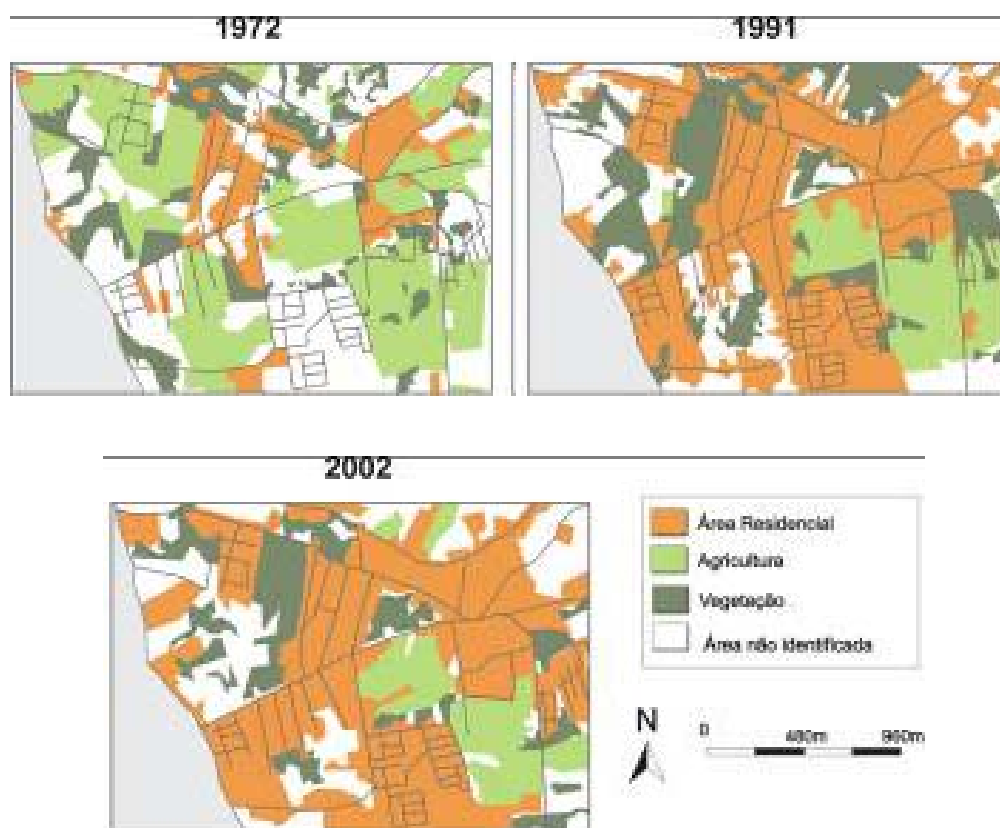 1972
1991
2002
Área Residencial
Agricultura
Vegetação
Área não identificada
N
0 480m 960m